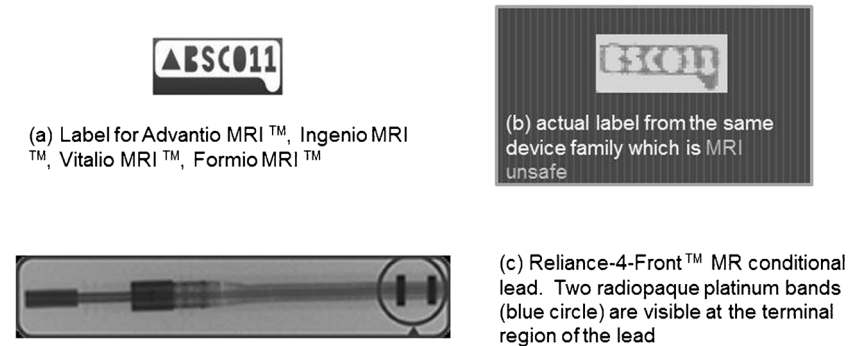 ABSCO11
(a) Label for Advantio MRI ™, Ingenio MRI
™, Vitalio MRI ™, Formio MRI ™
BSCO11
(b) actual label from the same
device family which is MRI
unsafe
(c) Reliance-4-Front™ MR conditional
lead. Two radiopaque platinum bands
(blue circle) are visible at the terminal
region of the lead